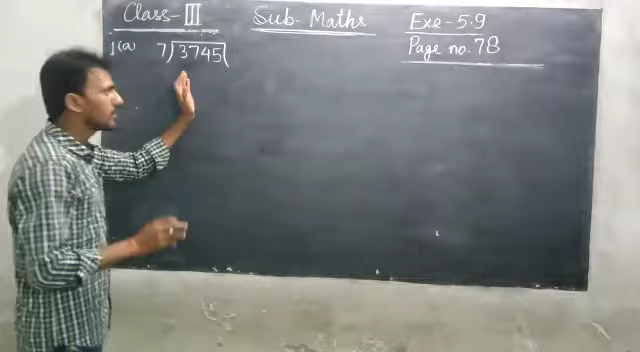 Class-III Sub- Maths Exe-5.9
Page no. 78
1(a) 7)3745(